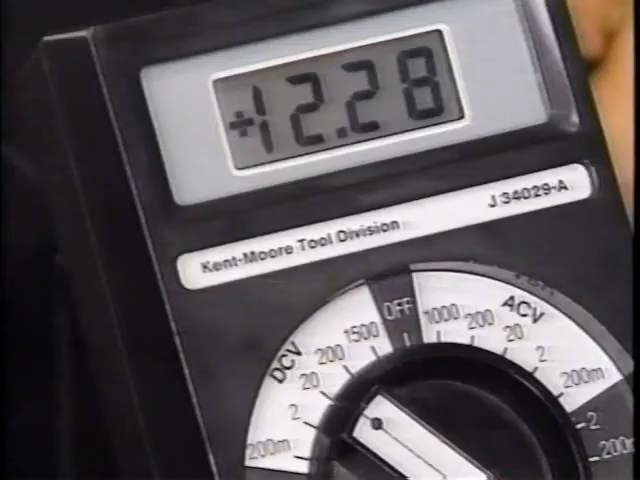 +12.28
Kent-Moore Tool Division J 34029-A
OFF
DCV 1500 200 20 2 200m
ACV 1000 200 20 2 200m
2